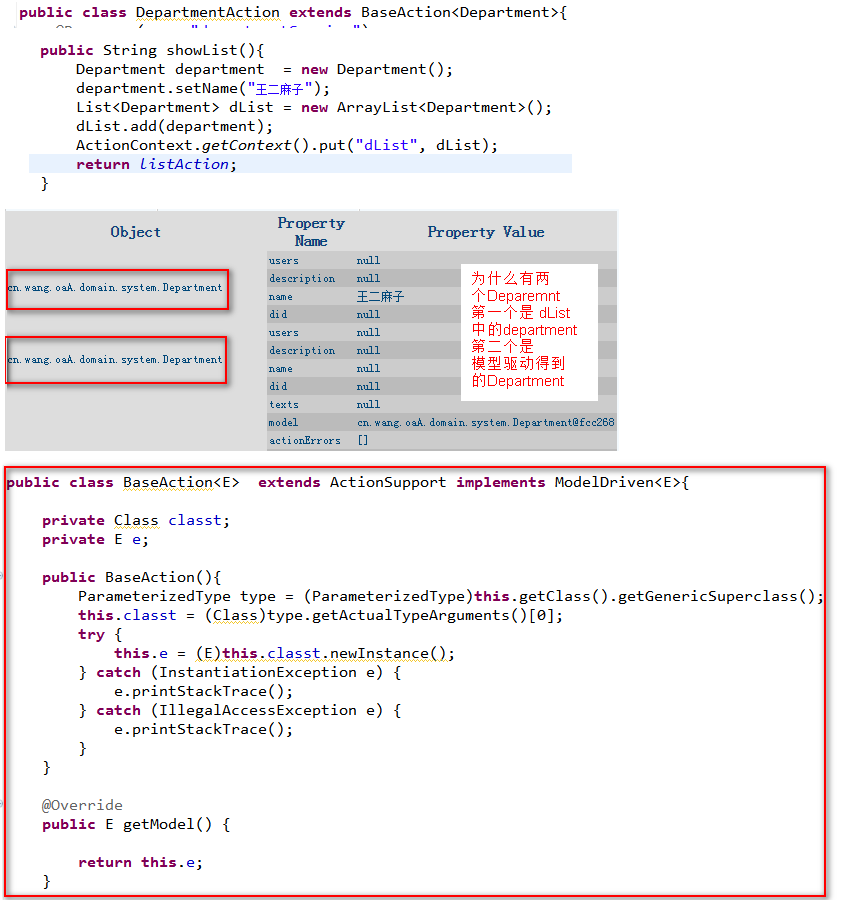 public class DepartmentAction extends BaseAction<Department>{
public String showList(){
Department department  = new Department();
department.setName("王二麻子");
List<Department> dList = new ArrayList<Department>();
dList.add(department);
ActionContext.getContext().put("dList", dList);
return listAction;
}
Object Property Name Property Value
users null
description null
cn.wang.oaA.domain.system.Department
name 王二麻子
did null
users null
description null
cn.wang.oaA.domain.system.Department
name null
did null
texts null
model cn.wang.oaA.domain.system.Department@fcc268
actionErrors []
为什么有两
个Deparemnt
第一个是 dList
中的department
第二个是
模型驱动得到
的Department
public class BaseAction<E>  extends ActionSupport implements ModelDriven<E>{
private Class classt;
private E e;
public BaseAction(){
ParameterizedType type = (ParameterizedType)this.getClass().getGenericSuperclass();
this.classt = (Class)type.getActualTypeArguments()[0];
try {
this.e = (E)this.classt.newInstance();
} catch (InstantiationException e) {
e.printStackTrace();
} catch (IllegalAccessException e) {
e.printStackTrace();
}
}
@Override
public E getModel() {
return this.e;
}